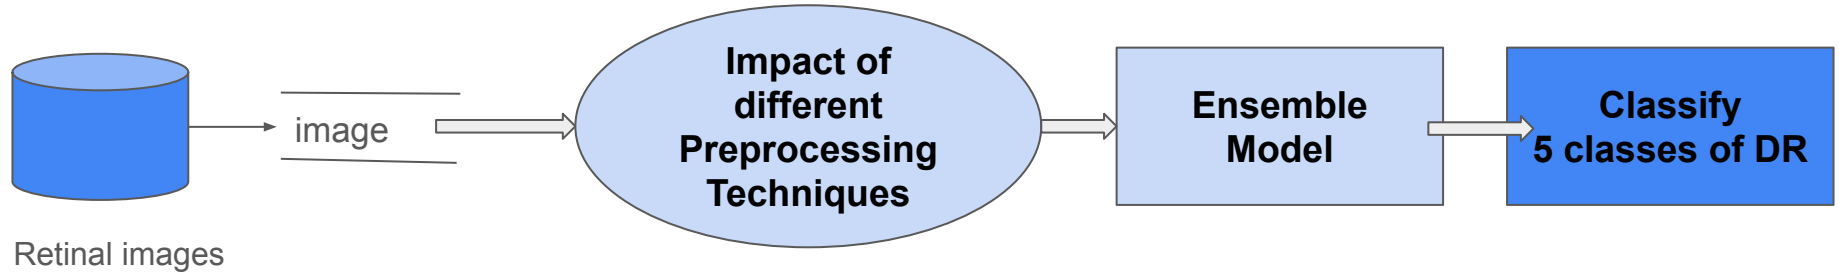 Retinal images
image
Impact of
different
Preprocessing
Techniques
Ensemble
Model
Classify
5 classes of DR